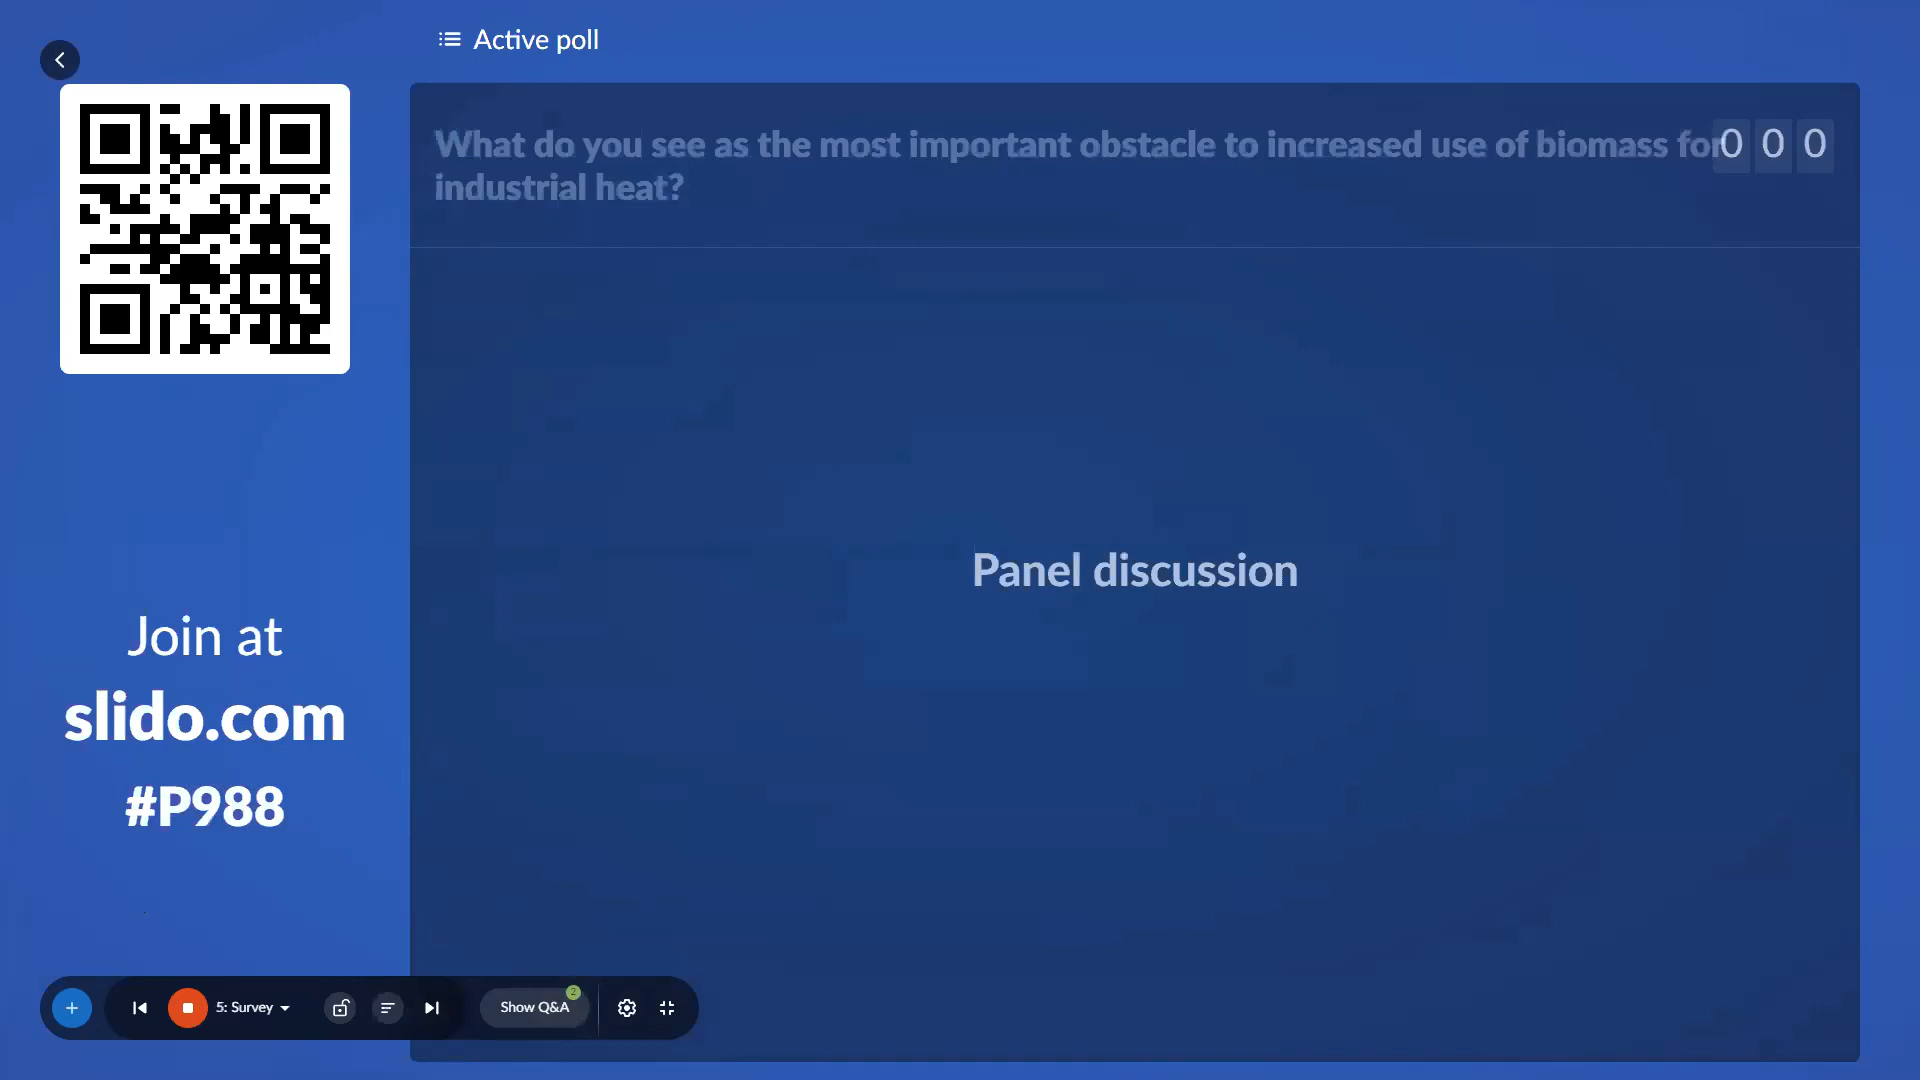 Active poll
What do you see as the most important obstacle to increased use of biomass for
industrial heat?
0 0 0
Panel discussion
Join at
slido.com
#P988
5: Survey
Show Q&A
2